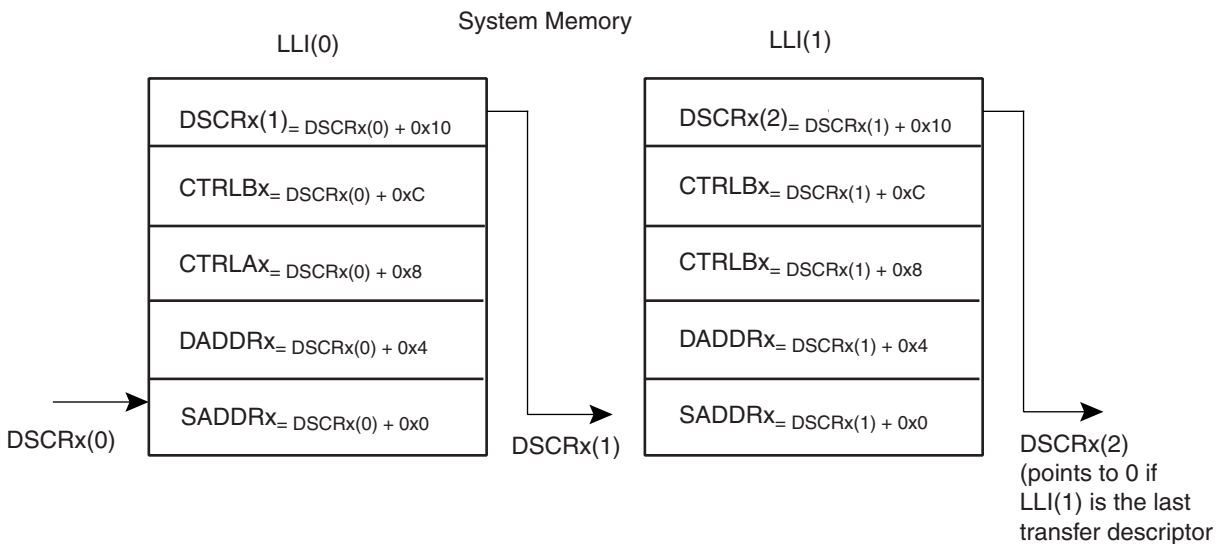 System Memory
LLI(0)
LLI(1)
DSCRx(1)= DSCRx(0) + 0x10
CTRLBx= DSCRx(0) + 0xC
CTRLAx= DSCRx(0) + 0x8
DADDRx= DSCRx(0) + 0x4
SADDRx= DSCRx(0) + 0x0
DSCRx(0)
DSCRx(1)
DSCRx(2)= DSCRx(1) + 0x10
CTRLBx= DSCRx(1) + 0xC
CTRLBx= DSCRx(1) + 0x8
DADDRx= DSCRx(1) + 0x4
SADDRx= DSCRx(1) + 0x0
DSCRx(2)
(points to 0 if
LLI(1) is the last
transfer descriptor